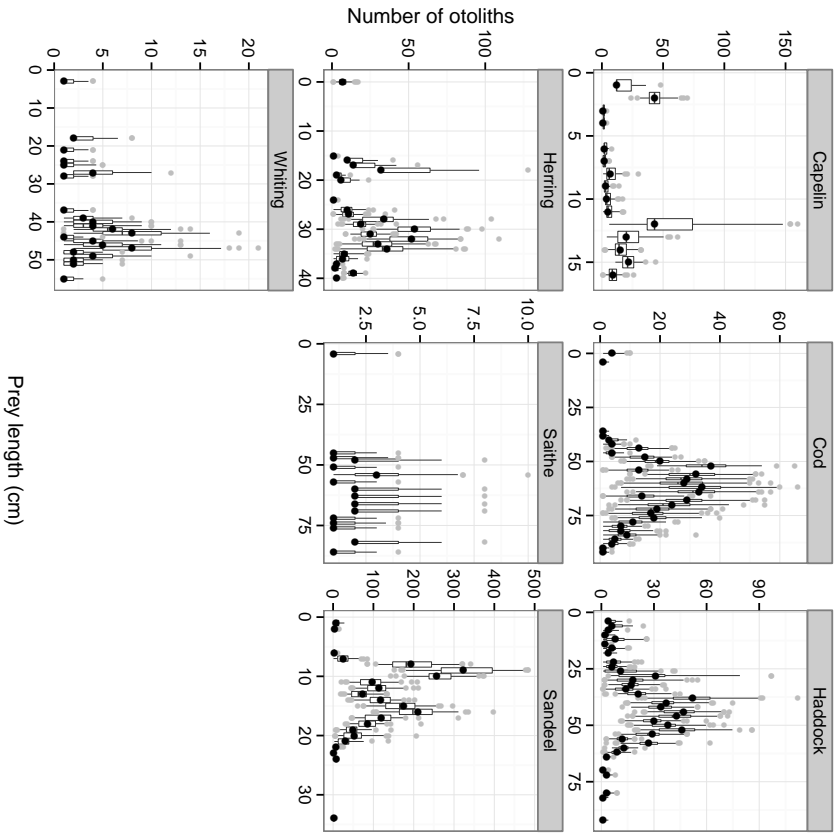 Number of otoliths
Capelin
150
100
50
0
0 5 10 15
Cod
60
40
20
0
0 25 50 75
Haddock
90
60
30
0
0 25 50 75
Herring
100
50
0
0 10 20 30 40
Saithe
10.0
7.5
5.0
2.5
0 25 50 75
Sandeel
500
400
300
200
100
0
0 10 20 30
Whiting
20
15
10
5
0
0 10 20 30 40 50
Prey length (cm)